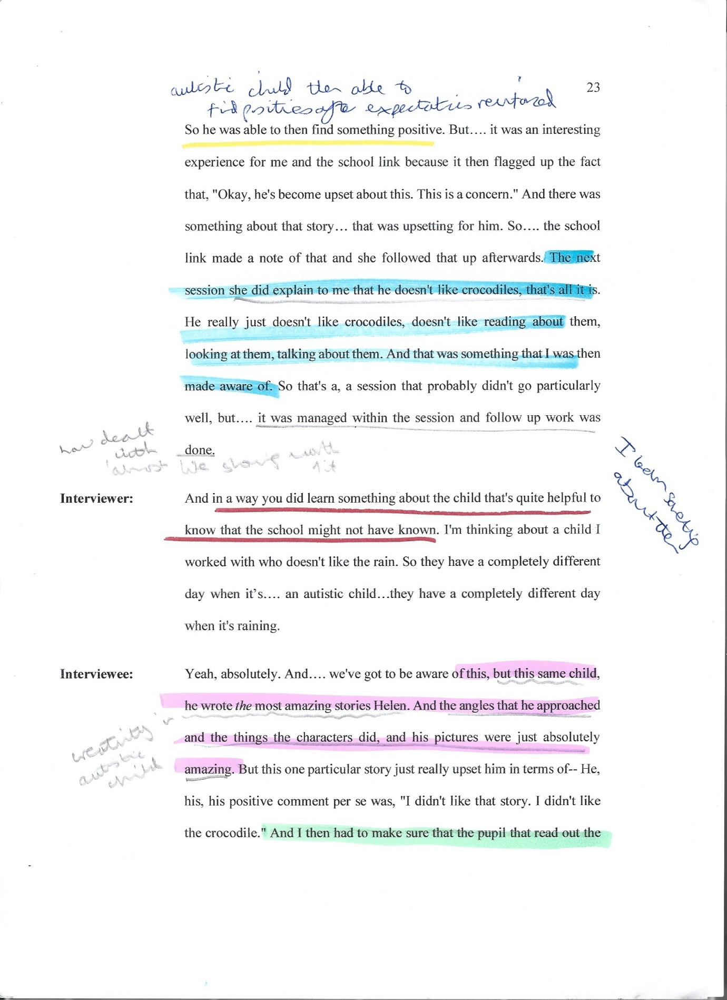 23
autistic child then able to
find positives after expectations reinforced
So he was able to then find something positive. But…. it was an interesting
experience for me and the school link because it then flagged up the fact
that, "Okay, he's become upset about this. This is a concern." And there was
something about that story… that was upsetting for him. So…. the school
link made a note of that and she followed that up afterwards. The next
session she did explain to me that he doesn't like crocodiles, that's all it is.
He really just doesn't like crocodiles, doesn't like reading about them,
looking at them, talking about them. And that was something that I was then
made aware of. So that's a, a session that probably didn't go particularly
well, but…. it was managed within the session and follow up work was
done.
how dealt
with
almost like
it
Interviewer: And in a way you did learn something about the child that's quite helpful to
know that the school might not have known. I'm thinking about a child I
worked with who doesn't like the rain. So they have a completely different
day when it’s…. an autistic child…they have a completely different day
when it's raining.
I
about the
Interviewee: Yeah, absolutely. And…. we've got to be aware of this, but this same child,
he wrote the most amazing stories Helen. And the angles that he approached
and the things the characters did, and his pictures were just absolutely
amazing. But this one particular story just really upset him in terms of-- He,
his, his positive comment per se was, "I didn't like that story. I didn't like
the crocodile." And I then had to make sure that the pupil that read out the
creativity in
autistic
child